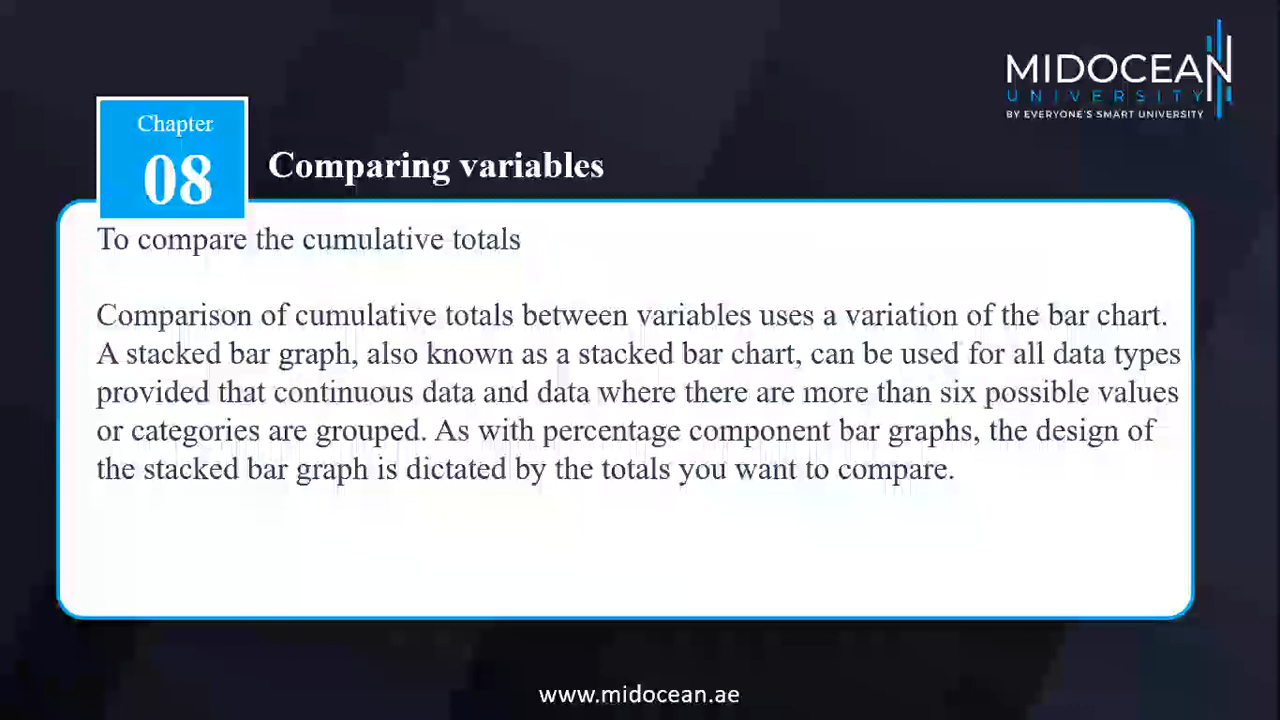 MIDOCEAN
UNIVERSITY
BY EVERYONE'S SMART UNIVERSITY
Chapter
08
Comparing variables
To compare the cumulative totals
Comparison of cumulative totals between variables uses a variation of the bar chart.
A stacked bar graph, also known as a stacked bar chart, can be used for all data types
provided that continuous data and data where there are more than six possible values
or categories are grouped. As with percentage component bar graphs, the design of
the stacked bar graph is dictated by the totals you want to compare.
www.midocean.ae